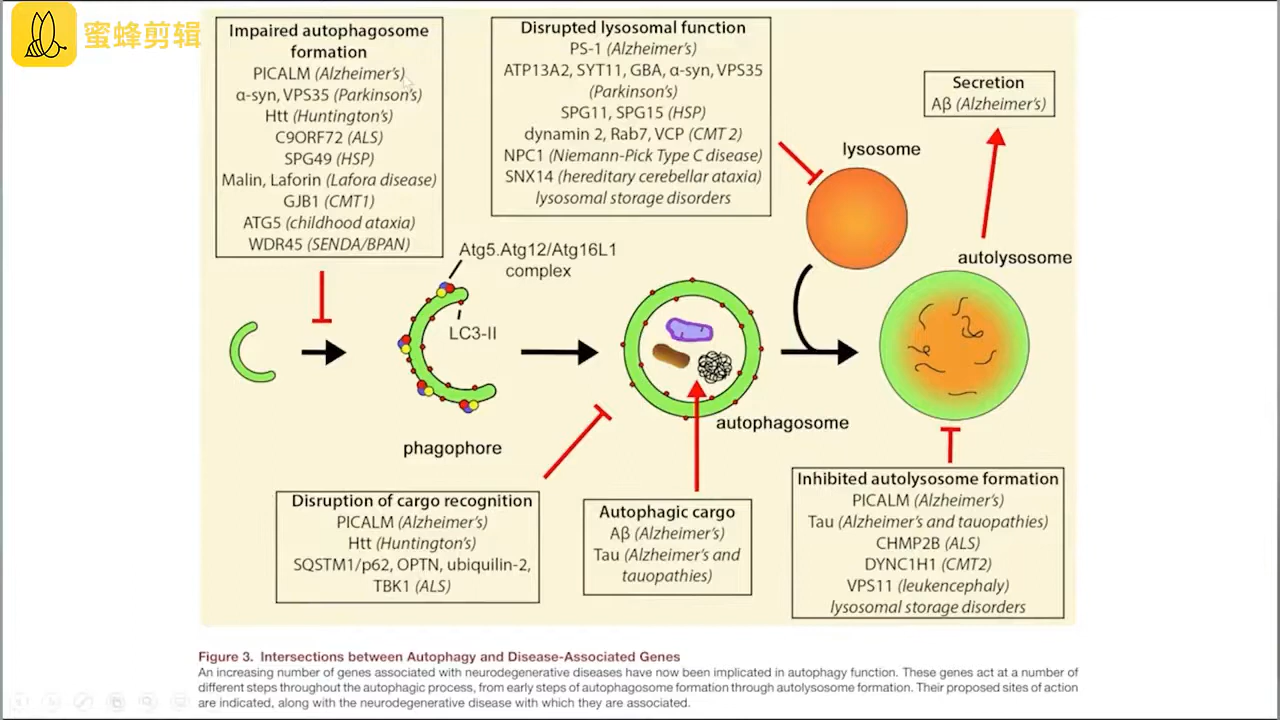 蜜蜂剪辑
Impaired autophagosome
formation
PICALM (Alzheimer's)
α-syn, VPS35 (Parkinson's)
Htt (Huntington's)
C9ORF72 (ALS)
SPG49 (HSP)
Malin, Laforin (Lafora disease)
GJB1 (CMT1)
ATG5 (childhood ataxia)
WDR45 (SENDA/BPAN)
Disrupted lysosomal function
PS-1 (Alzheimer's)
ATP13A2, SYT11, GBA, α-syn, VPS35
(Parkinson's)
SPG11, SPG15 (HSP)
dynamin 2, Rab7, VCP (CMT 2)
NPC1 (Niemann-Pick Type C disease)
SNX14 (hereditary cerebellar ataxia)
lysosomal storage disorders
Secretion
Aβ (Alzheimer's)
lysosome
Atg5.Atg12/Atg16L1
complex
autolysosome
LC3-II
phagophore
autophagosome
Disruption of cargo recognition
PICALM (Alzheimer's)
Htt (Huntington's)
SQSTM1/p62, OPTN, ubiquilin-2,
TBK1 (ALS)
Autophagic cargo
Aβ (Alzheimer's)
Tau (Alzheimer's and
tauopathies)
Inhibited autolysosome formation
PICALM (Alzheimer's)
Tau (Alzheimer's and tauopathies)
CHMP2B (ALS)
DYNC1H1 (CMT2)
VPS11 (leukencephaly)
lysosomal storage disorders
Figure 3. Intersections between Autophagy and Disease-Associated Genes
An increasing number of genes associated with neurodegenerative diseases have now been implicated in autophagy function. These genes act at a number of
different steps throughout the autophagic process, from early steps of autophagosome formation through autolysosome formation. Their proposed sites of action
are indicated, along with the neurodegenerative disease with which they are associated.